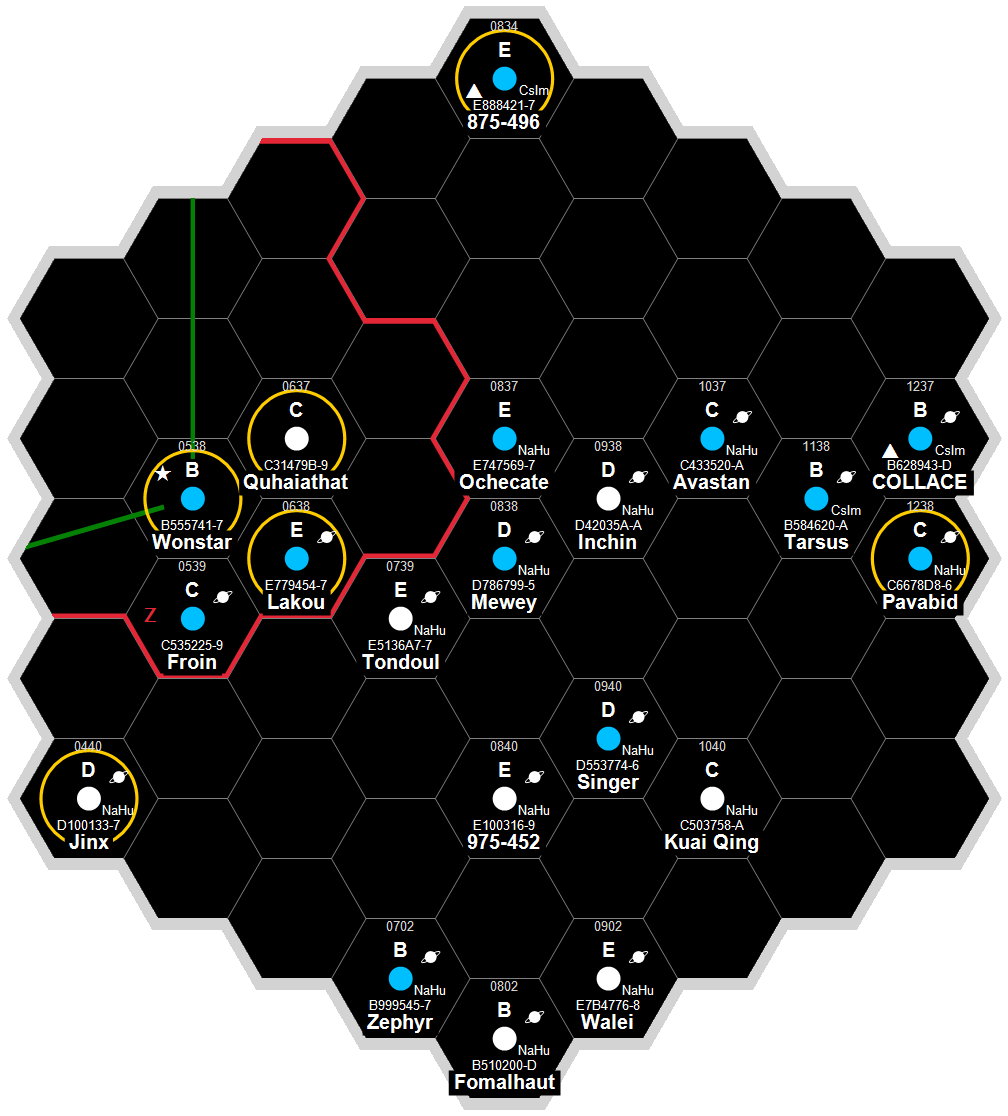 0834
E
CsIm
E888421-7
875-496
0637
C
C31479B-9
Quhaiathat
0837
E
NaHu
E747569-7
Ochecate
1037
C
NaHu
C433520-A
Avastan
1237
B
CsIm
B628943-D
COLLACE
0538
B
B555741-7
Wonstar
0938
D
NaHu
D42035A-A
Inchin
1138
B
CsIm
B584620-A
Tarsus
0638
E
E779454-7
Lakou
0838
D
NaHu
D786799-5
Mewey
1238
C
NaHu
C6678D8-6
Pavabid
0539
Z
C
C535225-9
Froin
0739
E
NaHu
E5136A7-7
Tondoul
0940
D
NaHu
D553774-6
Singer
0440
D
NaHu
D100133-7
Jinx
0840
E
NaHu
E100316-9
975-452
1040
C
NaHu
C503758-A
Kuai Qing
0702
B
NaHu
B999545-7
Zephyr
0902
E
NaHu
E7B4776-8
Walei
0802
B
NaHu
B510200-D
Fomalhaut